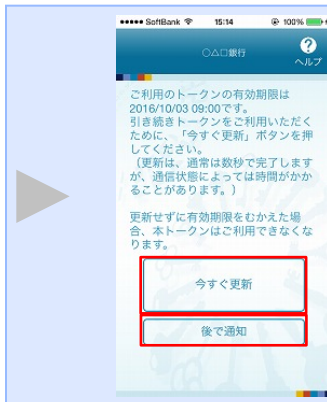 ●●●●● SoftBank 15:14 100%
○△□銀行
?
ヘルプ
ご利用のトークンの有効期限は
2016/10/03 09:00です。
引き続きトークンをご利用いただく
ために、「今すぐ更新」ボタンを押
してください。
（更新は、通常は数秒で完了します
が、通信状態によっては時間がかか
ることがあります。）
更新せずに有効期限をむかえた場
合、本トークンはご利用できなくな
ります。
今すぐ更新
後で通知